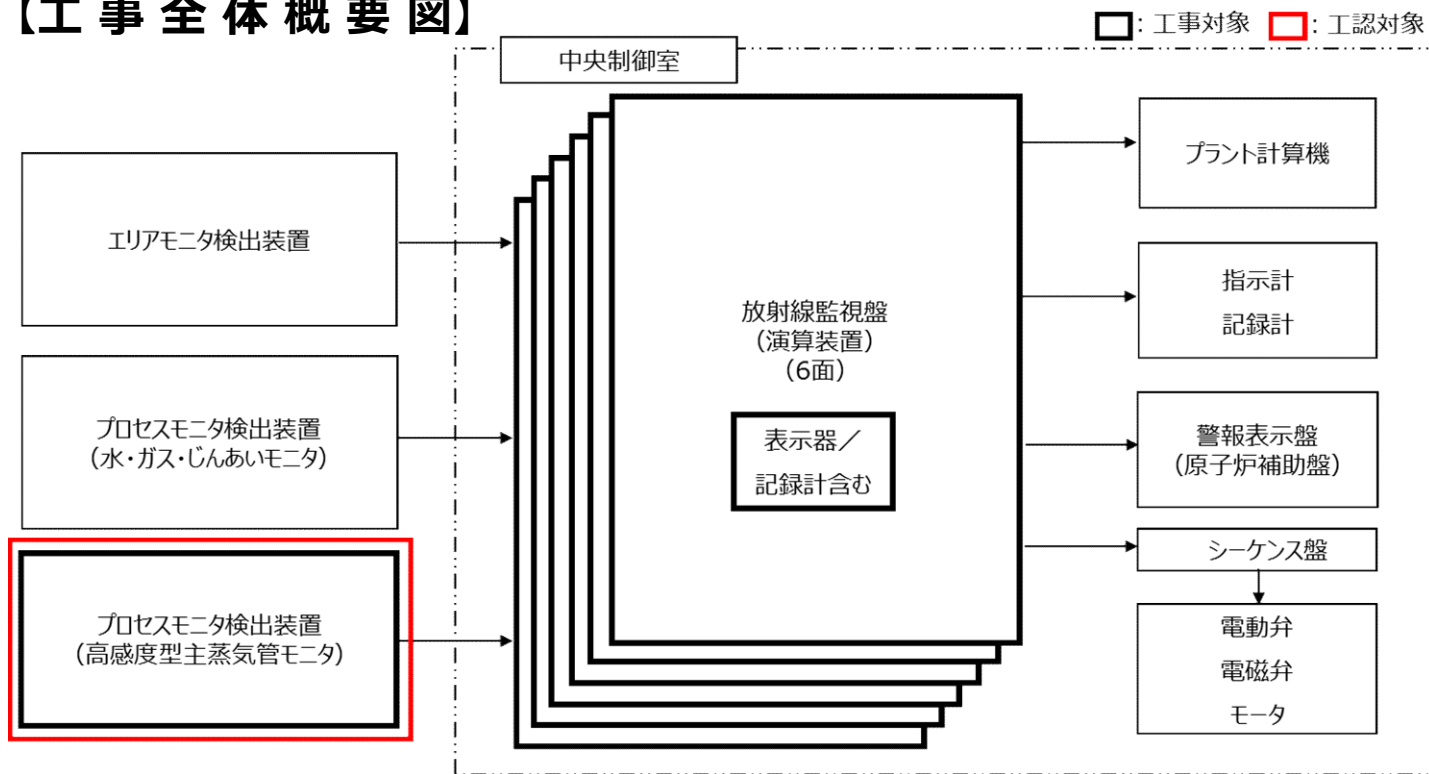 【工事全体概要図】
: 工事対象
: 工認対象
中央制御室
エリアモニタ検出装置
プロセスモニタ検出装置
(水・ガス・じんあいモニタ)
プロセスモニタ検出装置
(高感度型主蒸気管モニタ)
放射線監視盤
(演算装置)
(6面)
表示器/
記録計含む
プラント計算機
指示計
記録計
警報表示盤
(原子炉補助盤)
シーケンス盤
電動弁
電磁弁
モータ